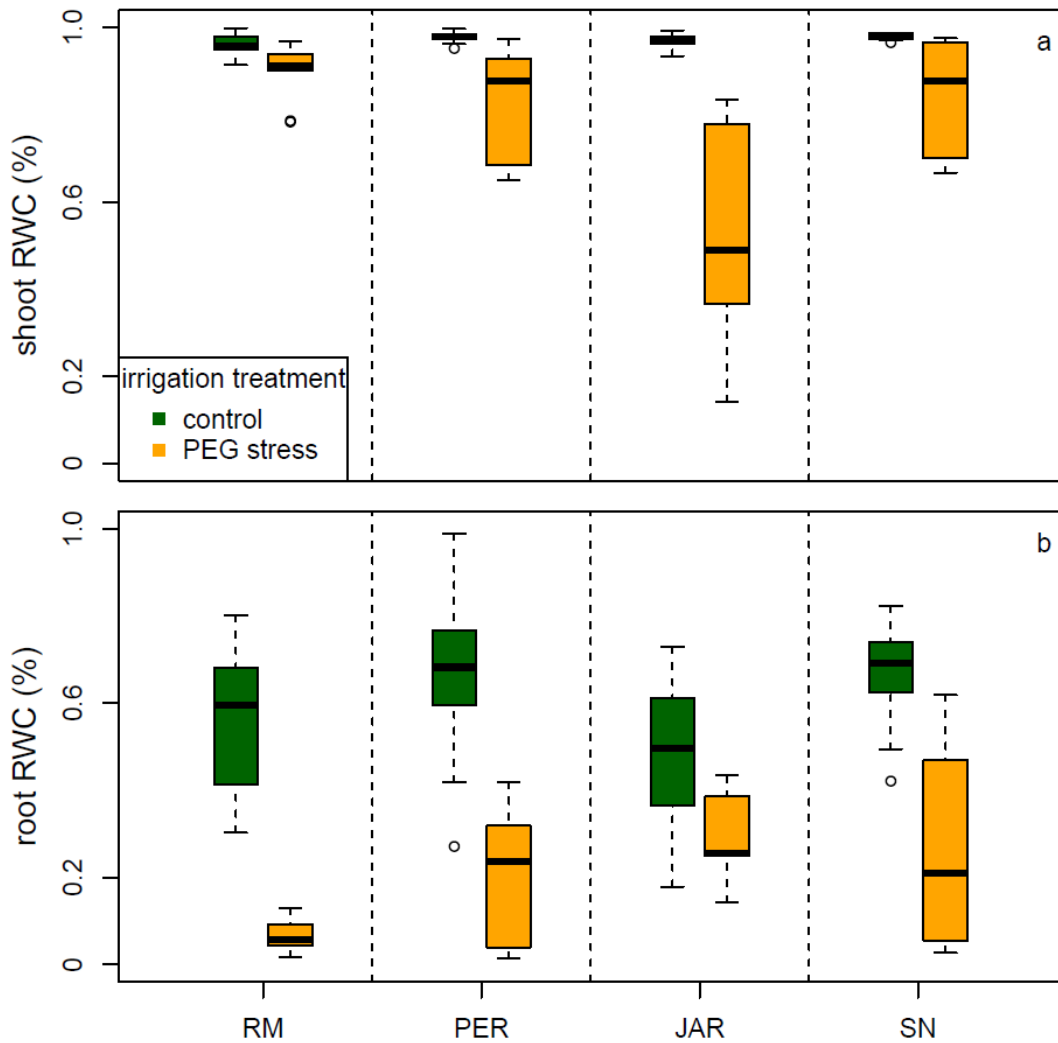 a
shoot RWC (%)
1.0
0.6
0.2
0
irrigation treatment
control
PEG stress
b
root RWC (%)
1.0
0.6
0.2
0
RM PER JAR SN